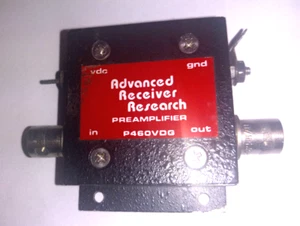 vdc gnd
Advanced
Receiver
Research
PREAMPLIFIER
in P460VDG out